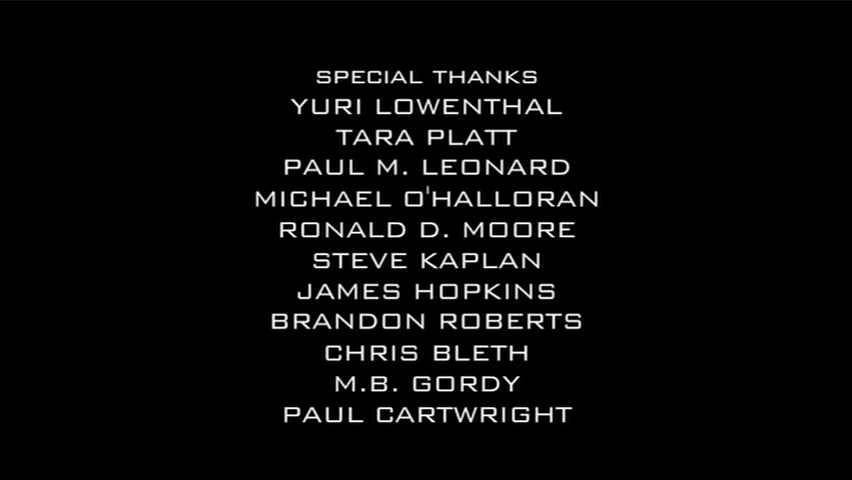 SPECIAL THANKS
YURI LOWENTHAL
TARA PLATT
PAUL M. LEONARD
MICHAEL O'HALLORAN
RONALD D. MOORE
STEVE KAPLAN
JAMES HOPKINS
BRANDON ROBERTS
CHRIS BLETH
M.B. GORDY
PAUL CARTWRIGHT